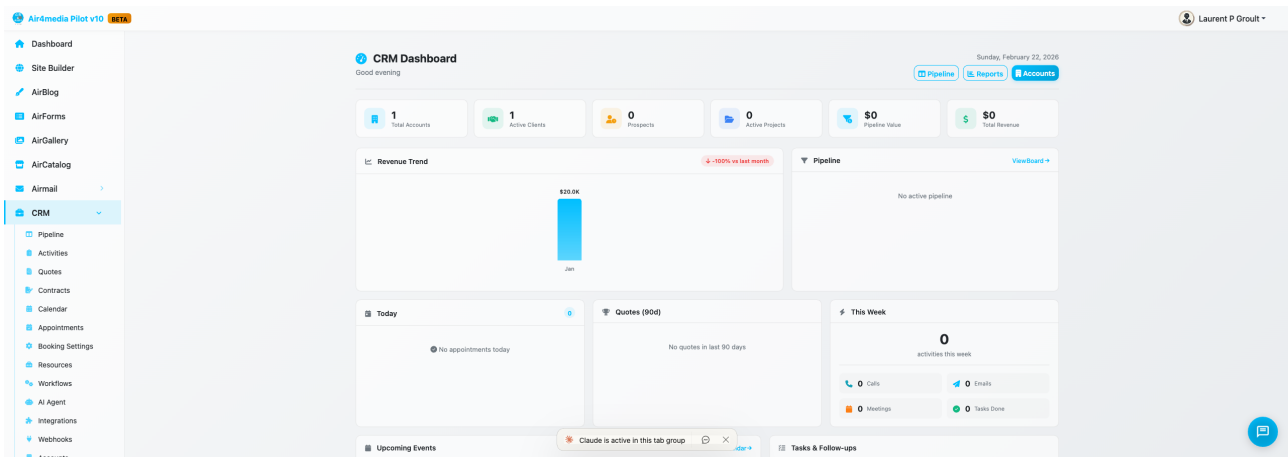 Air4media Pilot v10 BETA
Laurent P Groult
Dashboard
Site Builder
AirBlog
AirForms
AirGallery
AirCatalog
Airmail
CRM
Pipeline
Activities
Quotes
Contracts
Calendar
Appointments
Booking Settings
Resources
Workflows
AI Agent
Integrations
Webhooks
CRM Dashboard
Good evening
Sunday, February 22, 2026
Pipeline Reports Accounts
1
Total Accounts
1
Active Clients
0
Prospects
0
Active Projects
$0
Pipeline Value
$0
Total Revenue
Revenue Trend
-100% vs last month
$20.0K
Jan
Pipeline
View Board
No active pipeline
Today
0
No appointments today
Quotes (90d)
No quotes in last 90 days
This Week
0
activities this week
0 Calls
0 Emails
0 Meetings
0 Tasks Done
Upcoming Events
Tasks & Follow-ups
Claude is active in this tab group